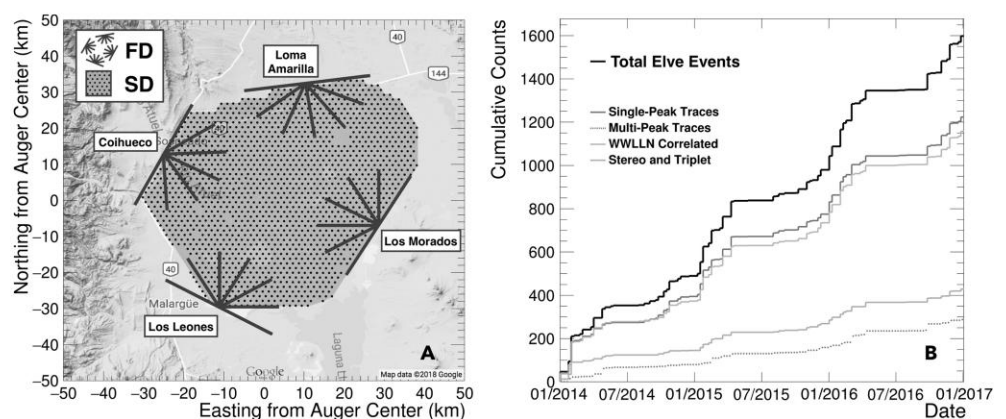 Northing from Auger Center (km)
50
40
30
20
10
0
−10
−20
−30
−40
−50
FD
SD
Loma
Amarilla
Coihueco
Los Morados
Los Leones
Malargüe
40
144
40
Atuel
Laguna
Google
Map data ©2018 Google
A
−50 −40 −30 −20 −10 0 10 20 30 40 50
Easting from Auger Center (km)
Cumulative Counts
1600
1400
1200
1000
800
600
400
200
0
Total Elve Events
Single-Peak Traces
Multi-Peak Traces
WWLLN Correlated
Stereo and Triplet
B
01/2014 07/2014 01/2015 07/2015 01/2016 07/2016 01/2017
Date